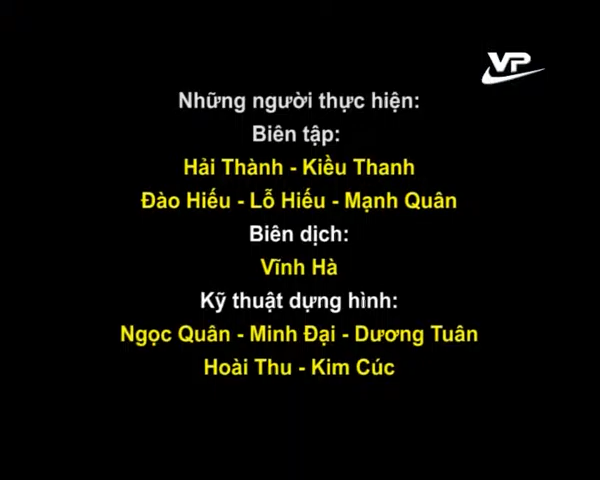 VP
Những người thực hiện:
Biên tập:
Hải Thành - Kiều Thanh
Đào Hiếu - Lỗ Hiếu - Mạnh Quân
Biên dịch:
Vĩnh Hà
Kỹ thuật dựng hình:
Ngọc Quân - Minh Đại - Dương Tuân
Hoài Thu - Kim Cúc